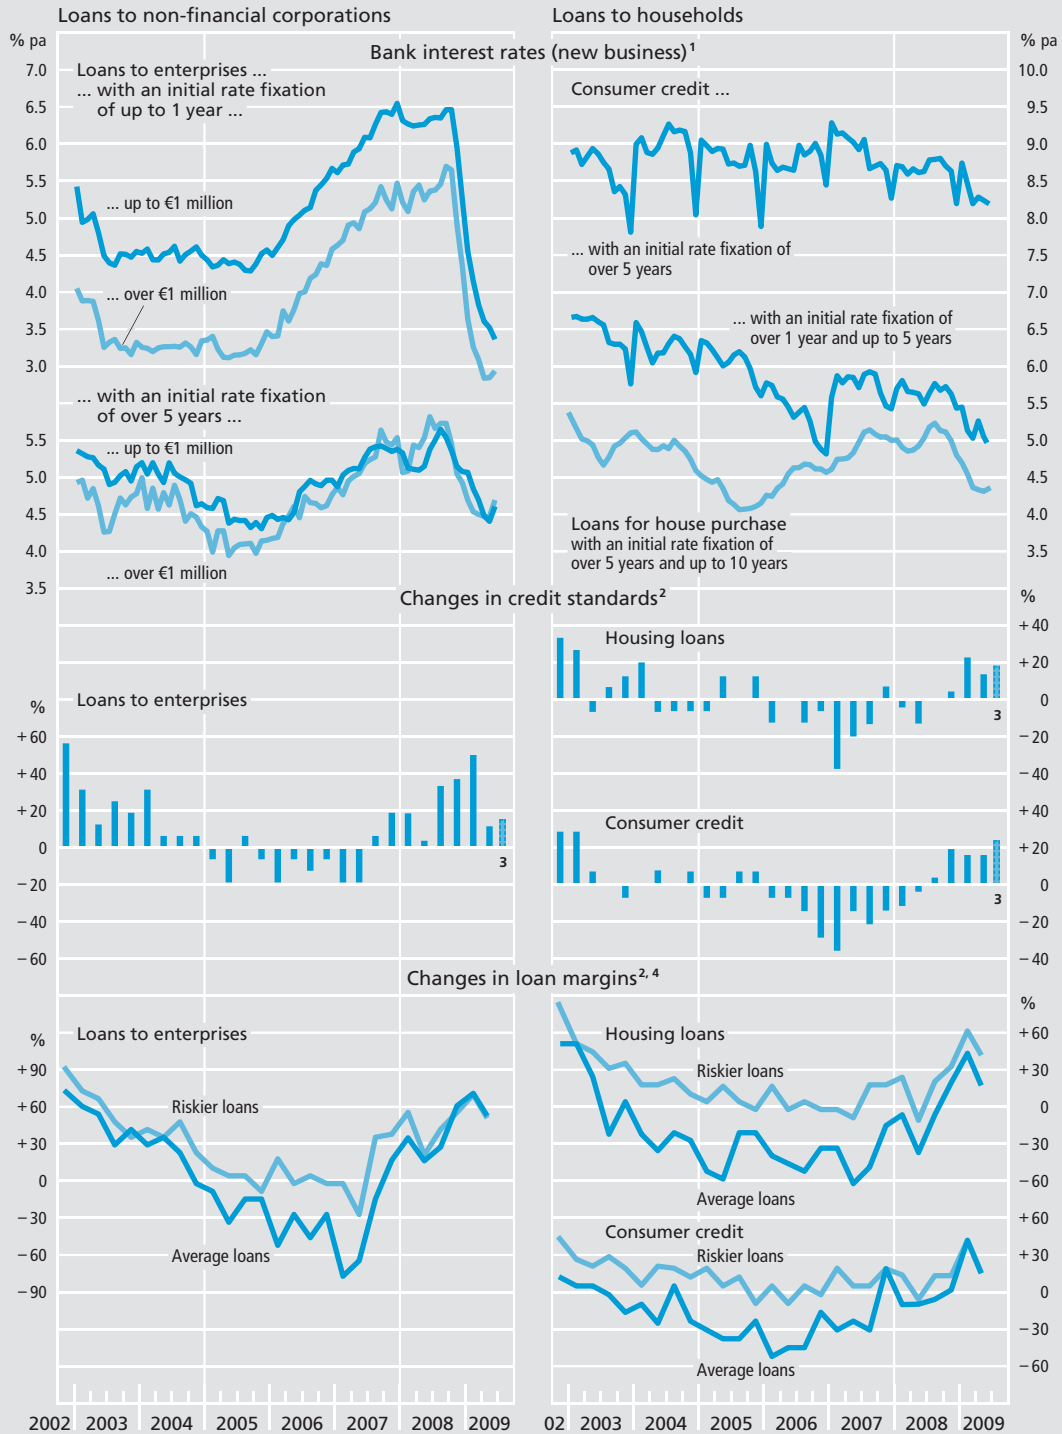 Loans to non-financial corporations
Loans to households
% pa
Bank interest rates (new business)¹
% pa
7.0
6.5
6.0
5.5
5.0
4.5
4.0
3.5
3.0
Loans to enterprises ...
... with an initial rate fixation
of up to 1 year ...
... up to €1 million
... over €1 million
... with an initial rate fixation
of over 5 years ...
... up to €1 million
... over €1 million
5.5
5.0
4.5
4.0
3.5
Consumer credit ...
... with an initial rate fixation of
over 5 years
... with an initial rate fixation of
over 1 year and up to 5 years
Loans for house purchase
with an initial rate fixation of
over 5 years and up to 10 years
10.0
9.5
9.0
8.5
8.0
7.5
7.0
6.5
6.0
5.5
5.0
4.5
4.0
3.5
Changes in credit standards²
%
Loans to enterprises
+60
+40
+20
0
−20
−40
−60
3
%
Housing loans
+40
+20
0
−20
−40
3
Consumer credit
+40
+20
0
−20
−40
3
Changes in loan margins²,⁴
%
Loans to enterprises
+90
+60
+30
0
−30
−60
−90
Riskier loans
Average loans
%
Housing loans
Riskier loans
Average loans
+60
+30
0
−30
−60
Consumer credit
Riskier loans
Average loans
+60
+30
0
−30
−60
2002 2003 2004 2005 2006 2007 2008 2009
02 2003 2004 2005 2006 2007 2008 2009